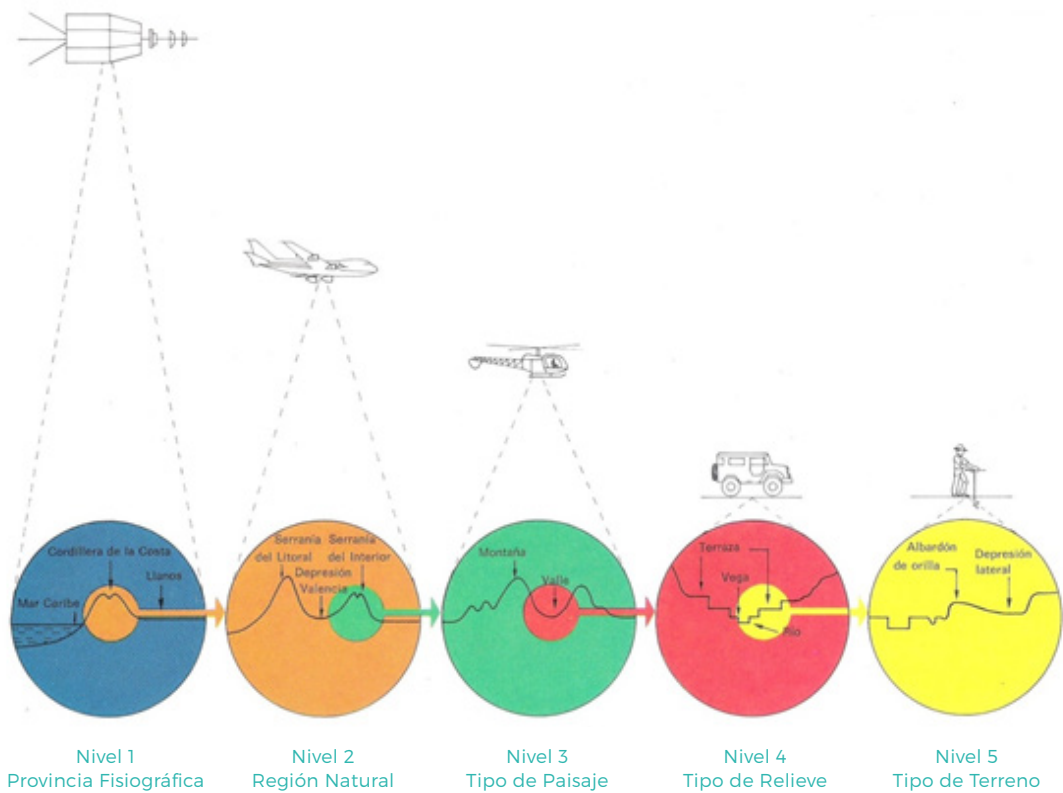 Cordillera de la Costa
Llanos
Mar Caribe
Serranía
del Litoral
Serranía
del Interior
Depresión
Valencia
Montaña
Valle
Terraza
Vega
Río
Albardón
de orilla
Depresión
lateral
Nivel 1
Provincia Fisiográfica
Nivel 2
Región Natural
Nivel 3
Tipo de Paisaje
Nivel 4
Tipo de Relieve
Nivel 5
Tipo de Terreno